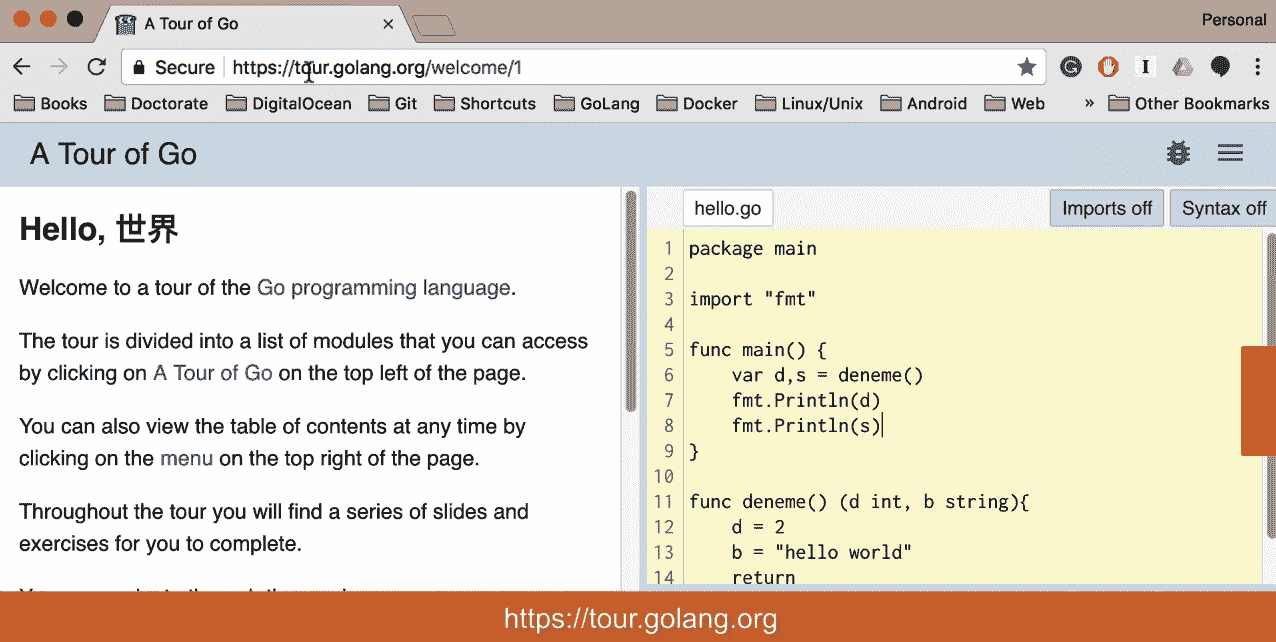 A Tour of Go
Personal
Secure https://tour.golang.org/welcome/1
Books Doctorate DigitalOcean Git Shortcuts GoLang Docker Linux/Unix Android Web » Other Bookmarks
A Tour of Go
Hello, 世界
Welcome to a tour of the Go programming language.
The tour is divided into a list of modules that you can access
by clicking on A Tour of Go on the top left of the page.
You can also view the table of contents at any time by
clicking on the menu on the top right of the page.
Throughout the tour you will find a series of slides and
exercises for you to complete.
hello.go Imports off Syntax off
1 package main
2
3 import "fmt"
4
5 func main() {
6 var d,s = deneme()
7 fmt.Println(d)
8 fmt.Println(s)
9 }
10
11 func deneme() (d int, b string){
12 d = 2
13 b = "hello world"
14 return
https://tour.golang.org